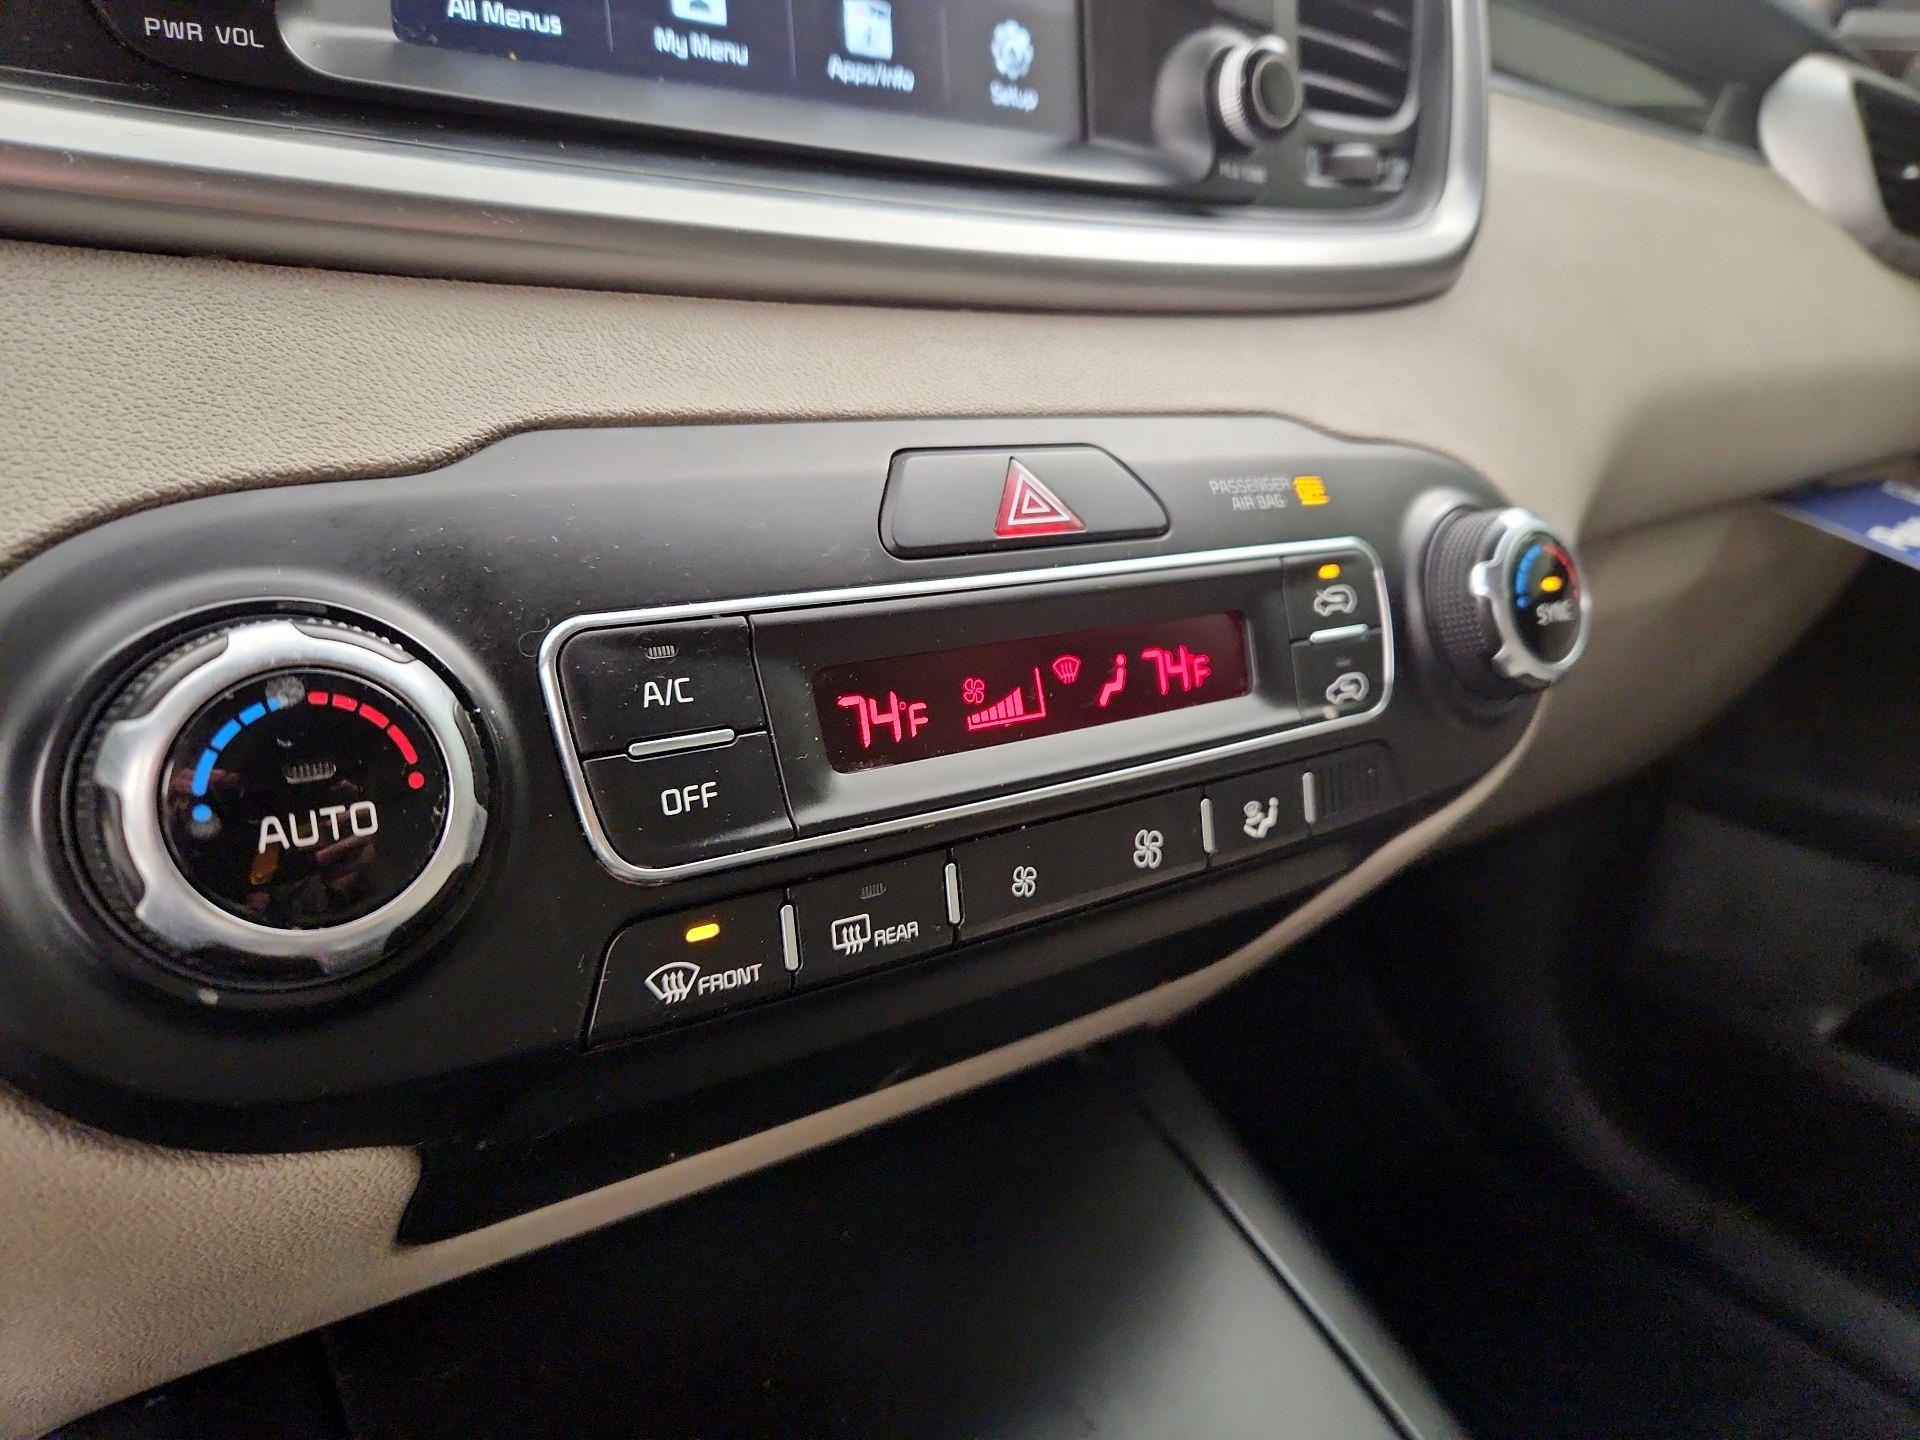 PWR VOL
All Menus
My Menu
Apps/Info
Setup
PASSENGER
AIR BAG OFF
A/C
74°F
74°F
SYNC
OFF
AUTO
FRONT
REAR